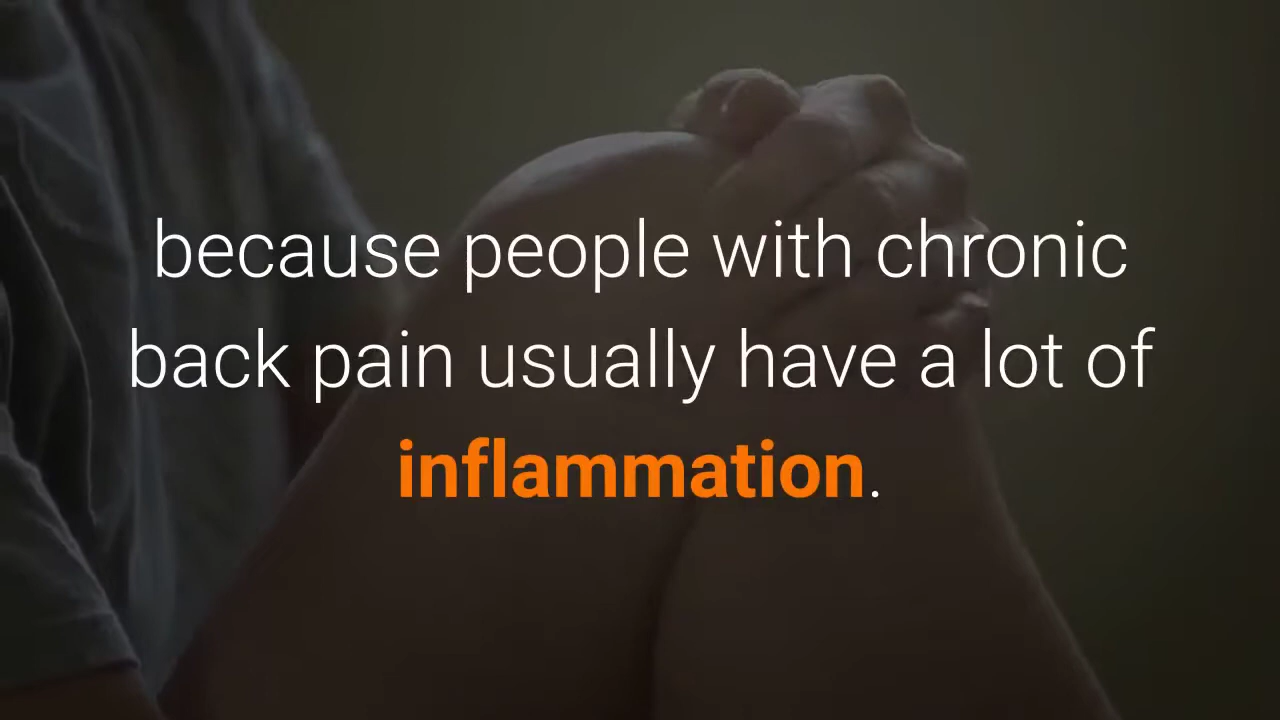 because people with chronic
back pain usually have a lot of
inflammation.